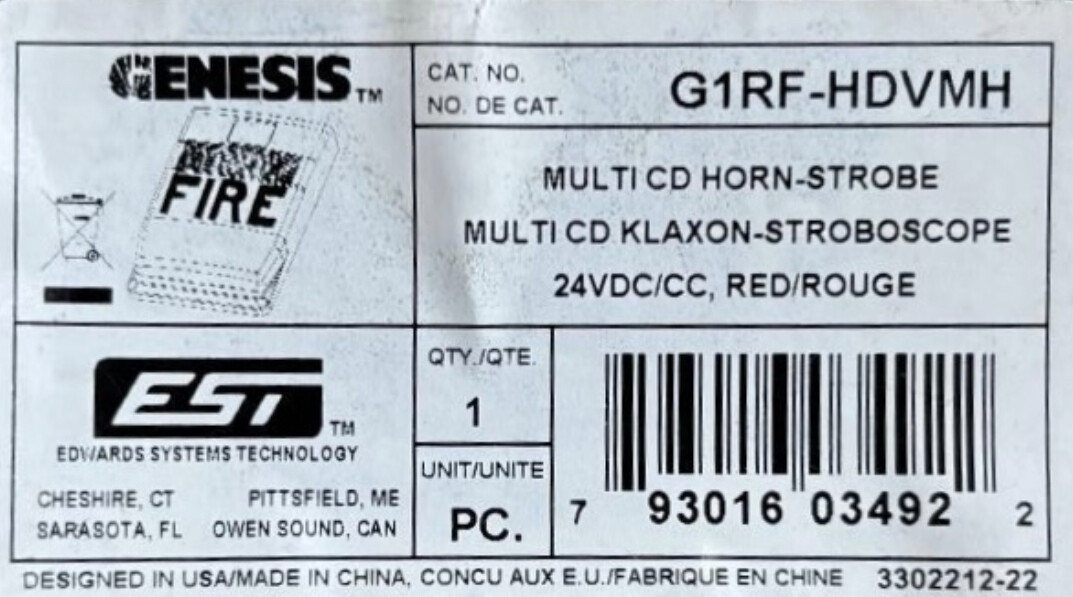 GENESIS™
FIRE
CAT. NO.
NO. DE CAT.
G1RF-HDVMH
MULTI CD HORN-STROBE
MULTI CD KLAXON-STROBOSCOPE
24VDC/CC, RED/ROUGE
EST™
EDWARDS SYSTEMS TECHNOLOGY
CHESHIRE, CT PITTSFIELD, ME
SARASOTA, FL OWEN SOUND, CAN
QTY./QTE.
1
UNIT/UNITE
PC.
7 93016 03492 2
DESIGNED IN USA/MADE IN CHINA, CONCU AUX E.U./FABRIQUE EN CHINE 3302212-22